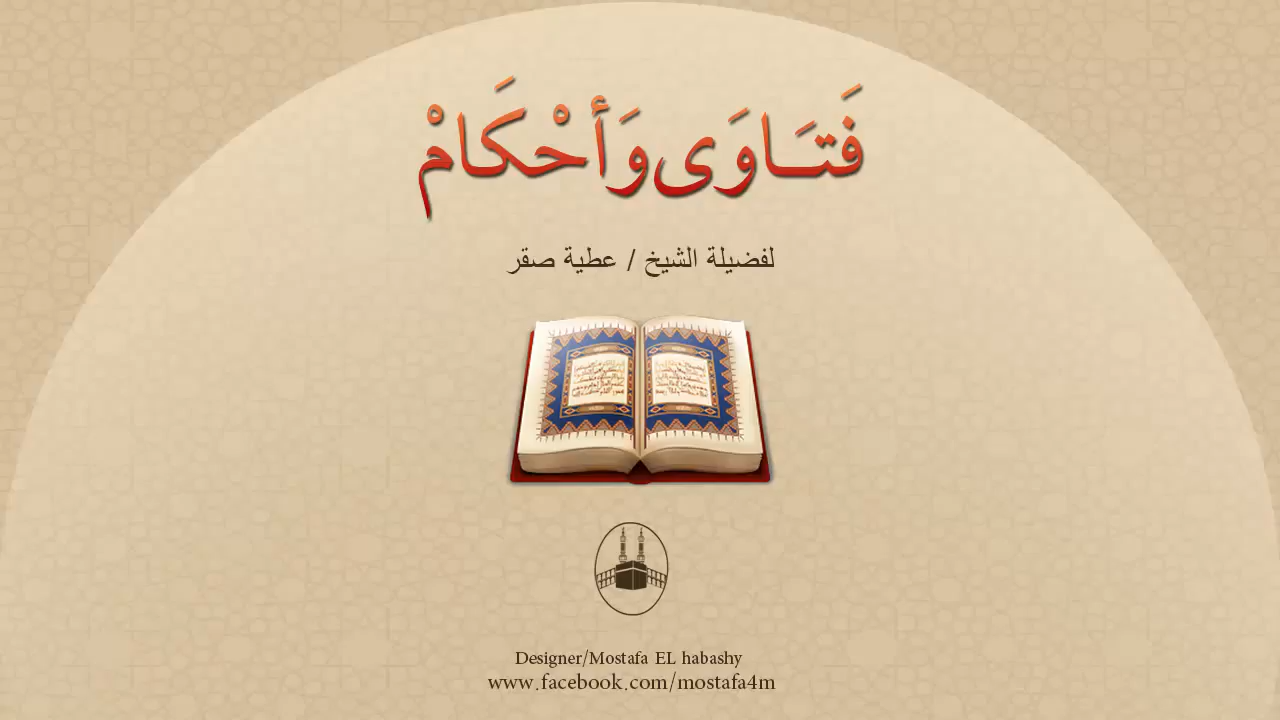 فَتَاوَى وَأَحْكَامْ
لفضيلة الشيخ / عطية صقر
Designer/Mostafa EL habashy
www.facebook.com/mostafa4m